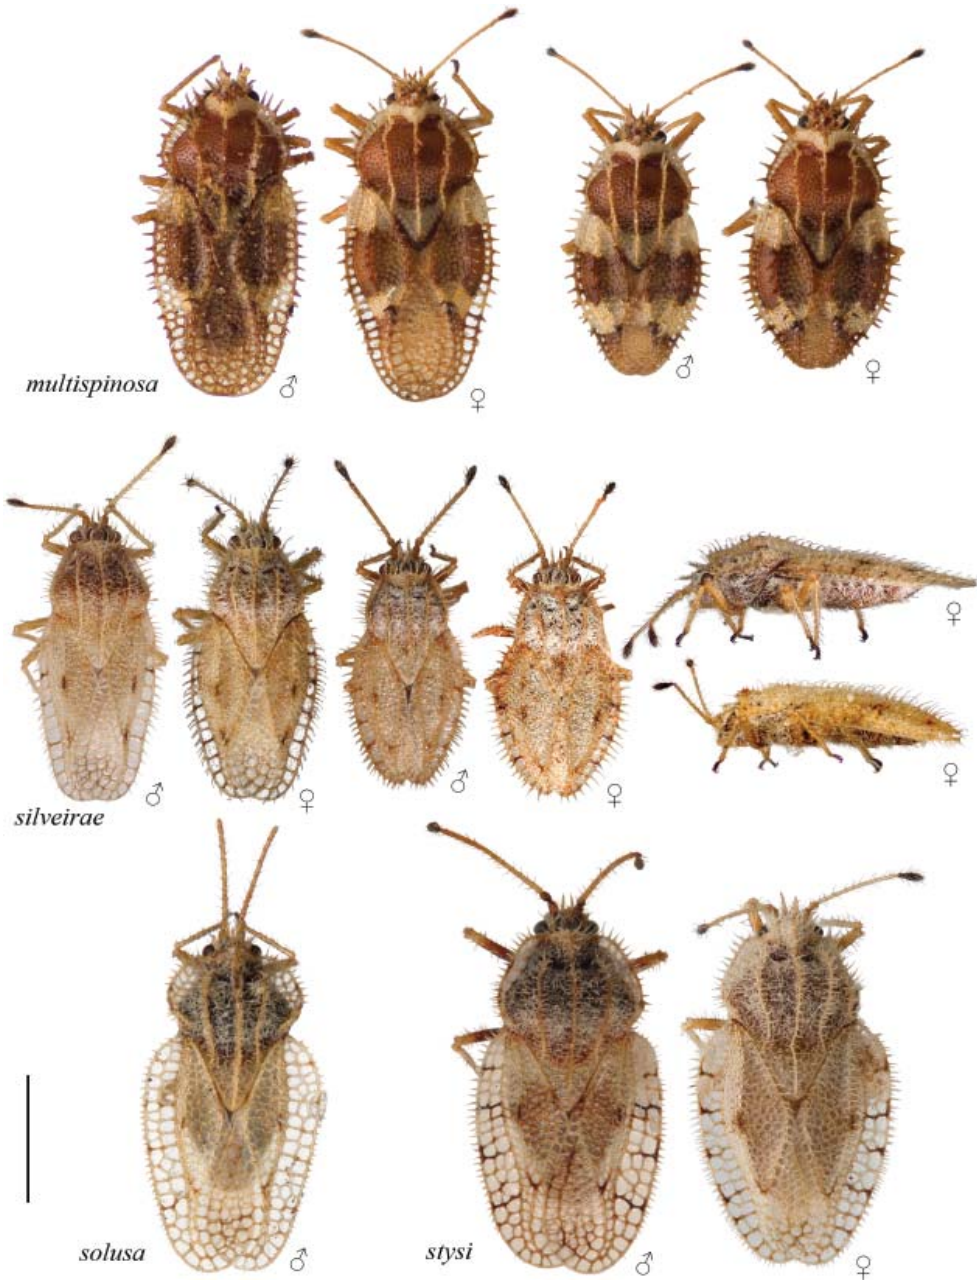 multispinosa ♂ ♀ ♂ ♀
silveirae ♂ ♀ ♂ ♀ ♀ ♀
solusa ♂ stysi ♂ ♀